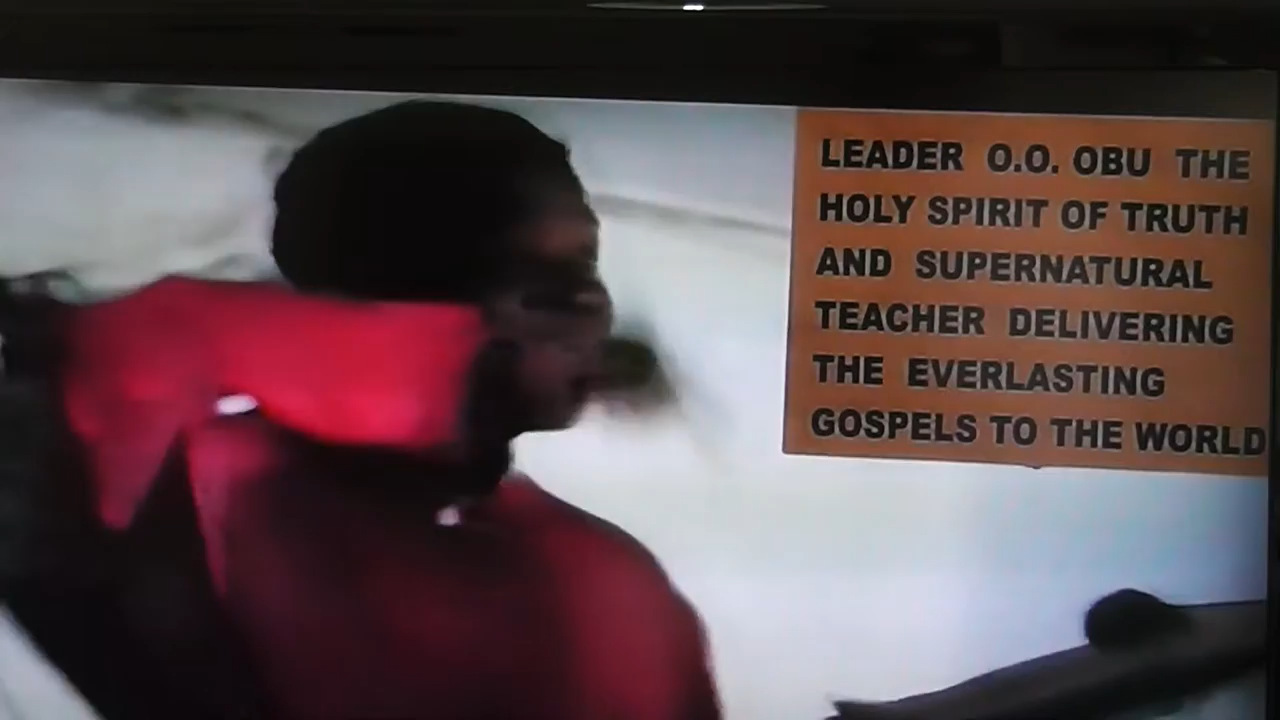 LEADER O.O. OBU THE
HOLY SPIRIT OF TRUTH
AND SUPERNATURAL
TEACHER DELIVERING
THE EVERLASTING
GOSPELS TO THE WORLD